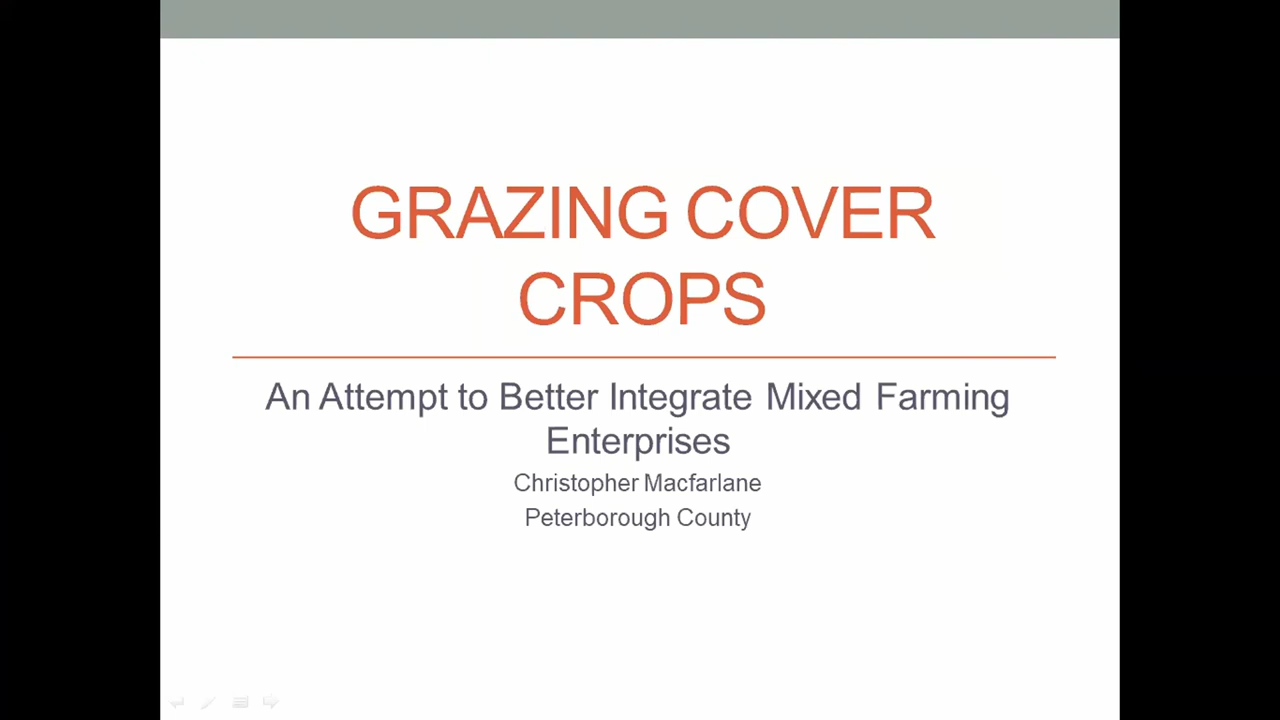 GRAZING COVER
CROPS
An Attempt to Better Integrate Mixed Farming
Enterprises
Christopher Macfarlane
Peterborough County